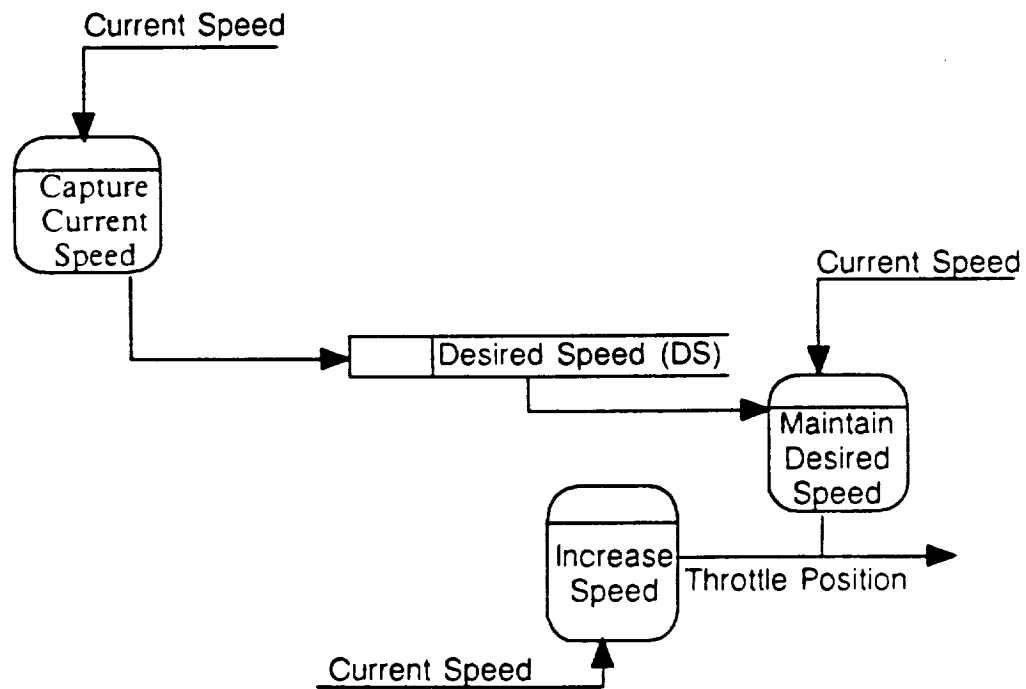 Current Speed
Capture
Current
Speed
Current Speed
Desired Speed (DS)
Maintain
Desired
Speed
Increase
Speed
Throttle Position
Current Speed